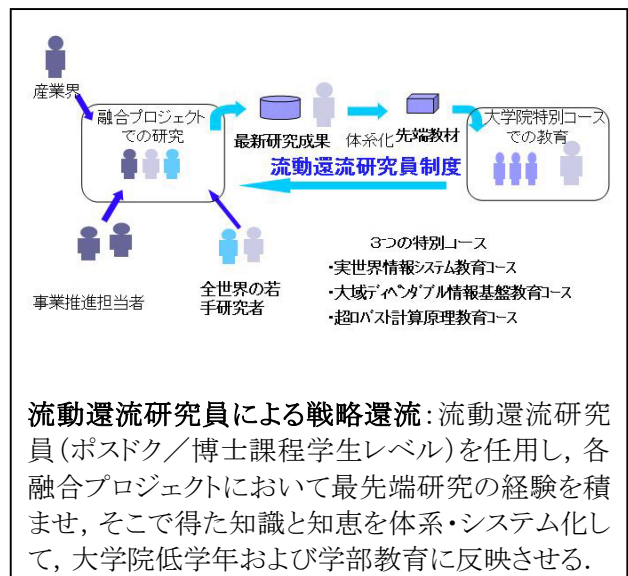 産業界
融合プロジェクト
での研究
最新研究成果
体系化
先端教材
大学院特別コース
での教育
流動還流研究員制度
事業推進担当者
全世界の若
手研究者
3つの特別コース
・実世界情報システム教育コース
・大域ディペンダブル情報基盤教育コース
・超ロバスト計算原理教育コース
流動還流研究員による戦略還流:流動還流研究
員(ポスドク/博士課程学生レベル)を任用し,各
融合プロジェクトにおいて最先端研究の経験を積
ませ,そこで得た知識と知恵を体系・システム化し
て,大学院低学年および学部教育に反映させる.